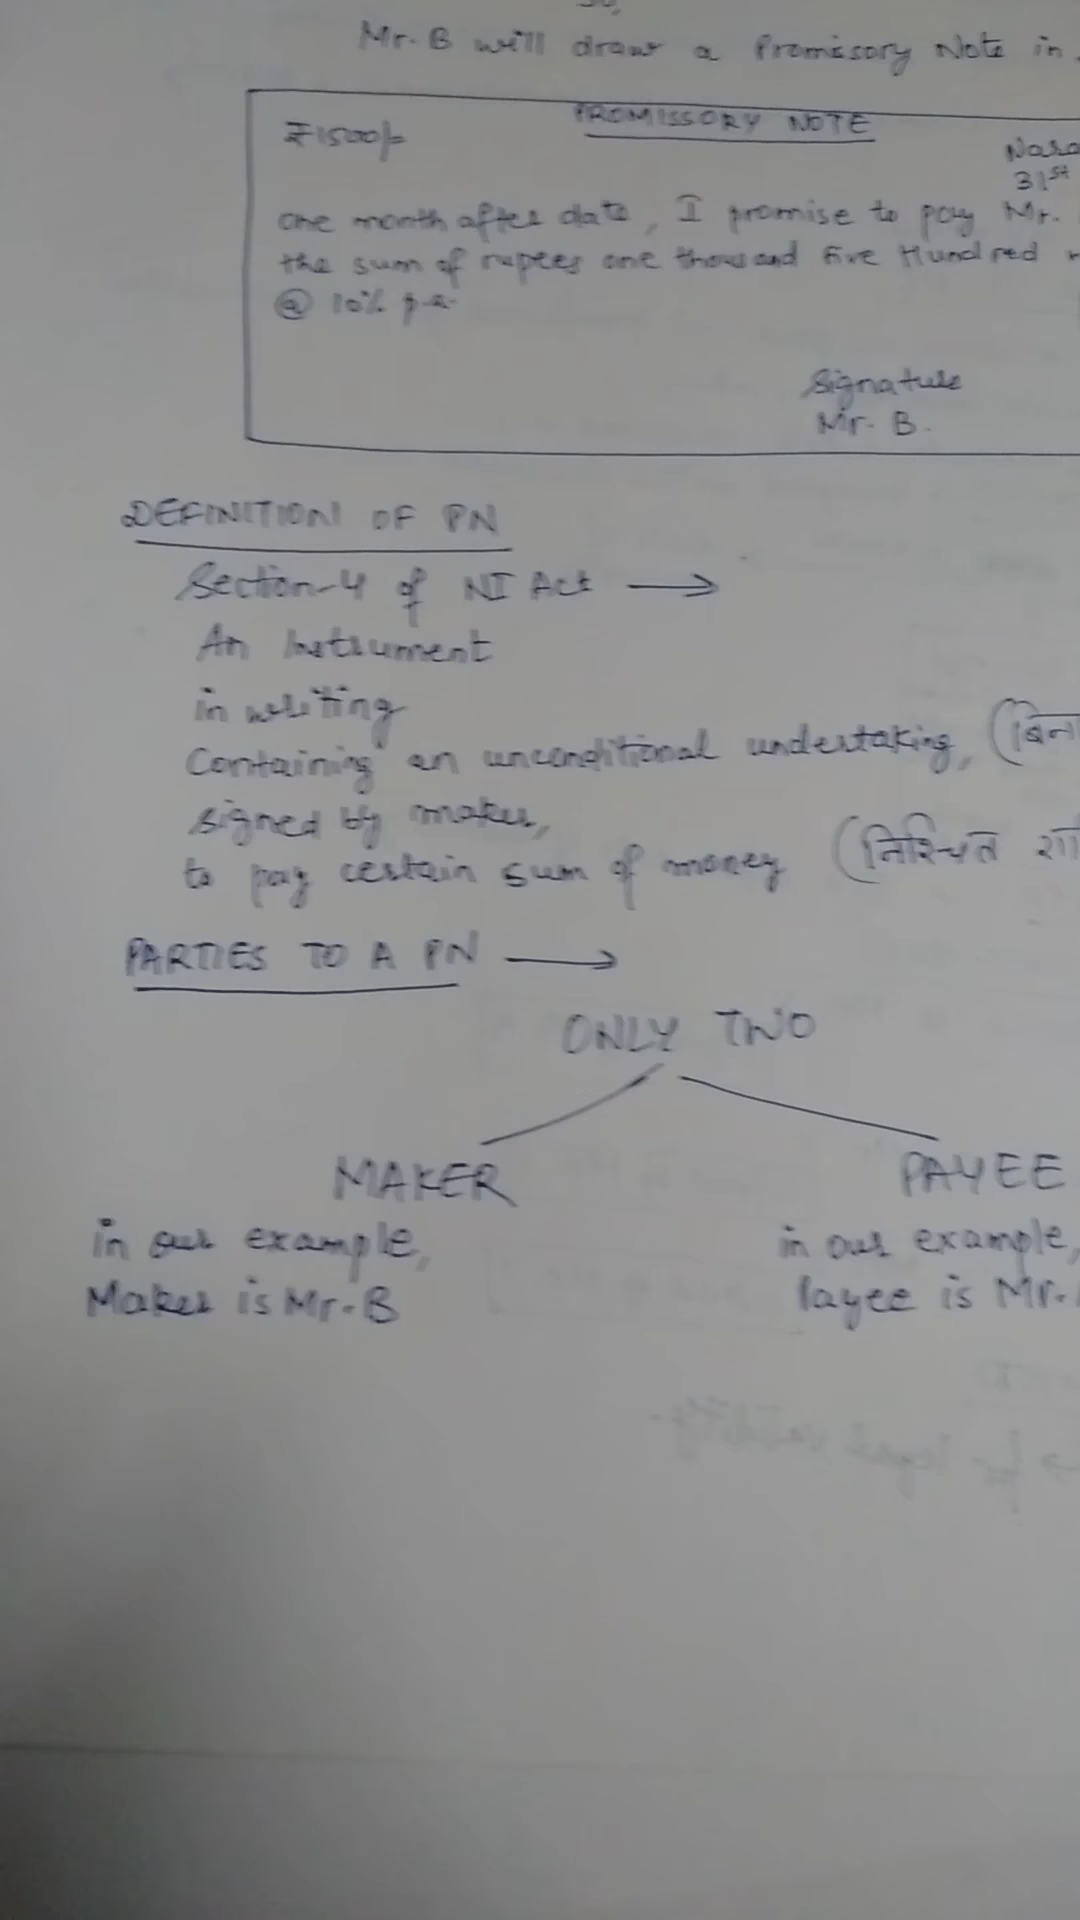 Mr. B will draw a Promisory Note in
PROMISSORY NOTE
₹1500/-
31st
one month after date, I promise to pay Mr.
the sum of rupees one thousand Five Hundred
@ 10% p.a.
Signature
Mr. B.
DEFINITION OF PN
Section-4 of NI Act →
An Instrument
in writing
Containing an unconditional undertaking, (
signed by maker,
to pay certain sum of money (निश्चित
PARTIES TO A PN →
ONLY TWO
MAKER
PAYEE
in our example,
Maker is Mr. B
in our example,
Payee is Mr.